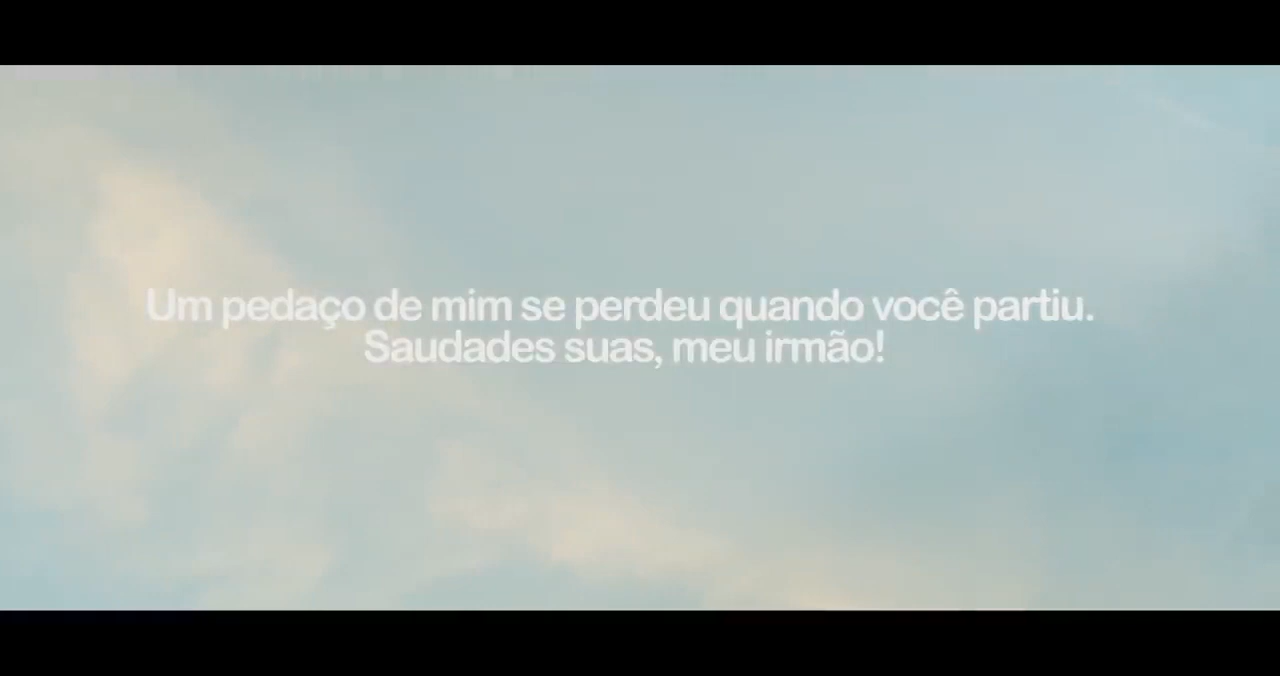 Um pedaço de mim se perdeu quando você partiu.
Saudades suas, meu irmão!